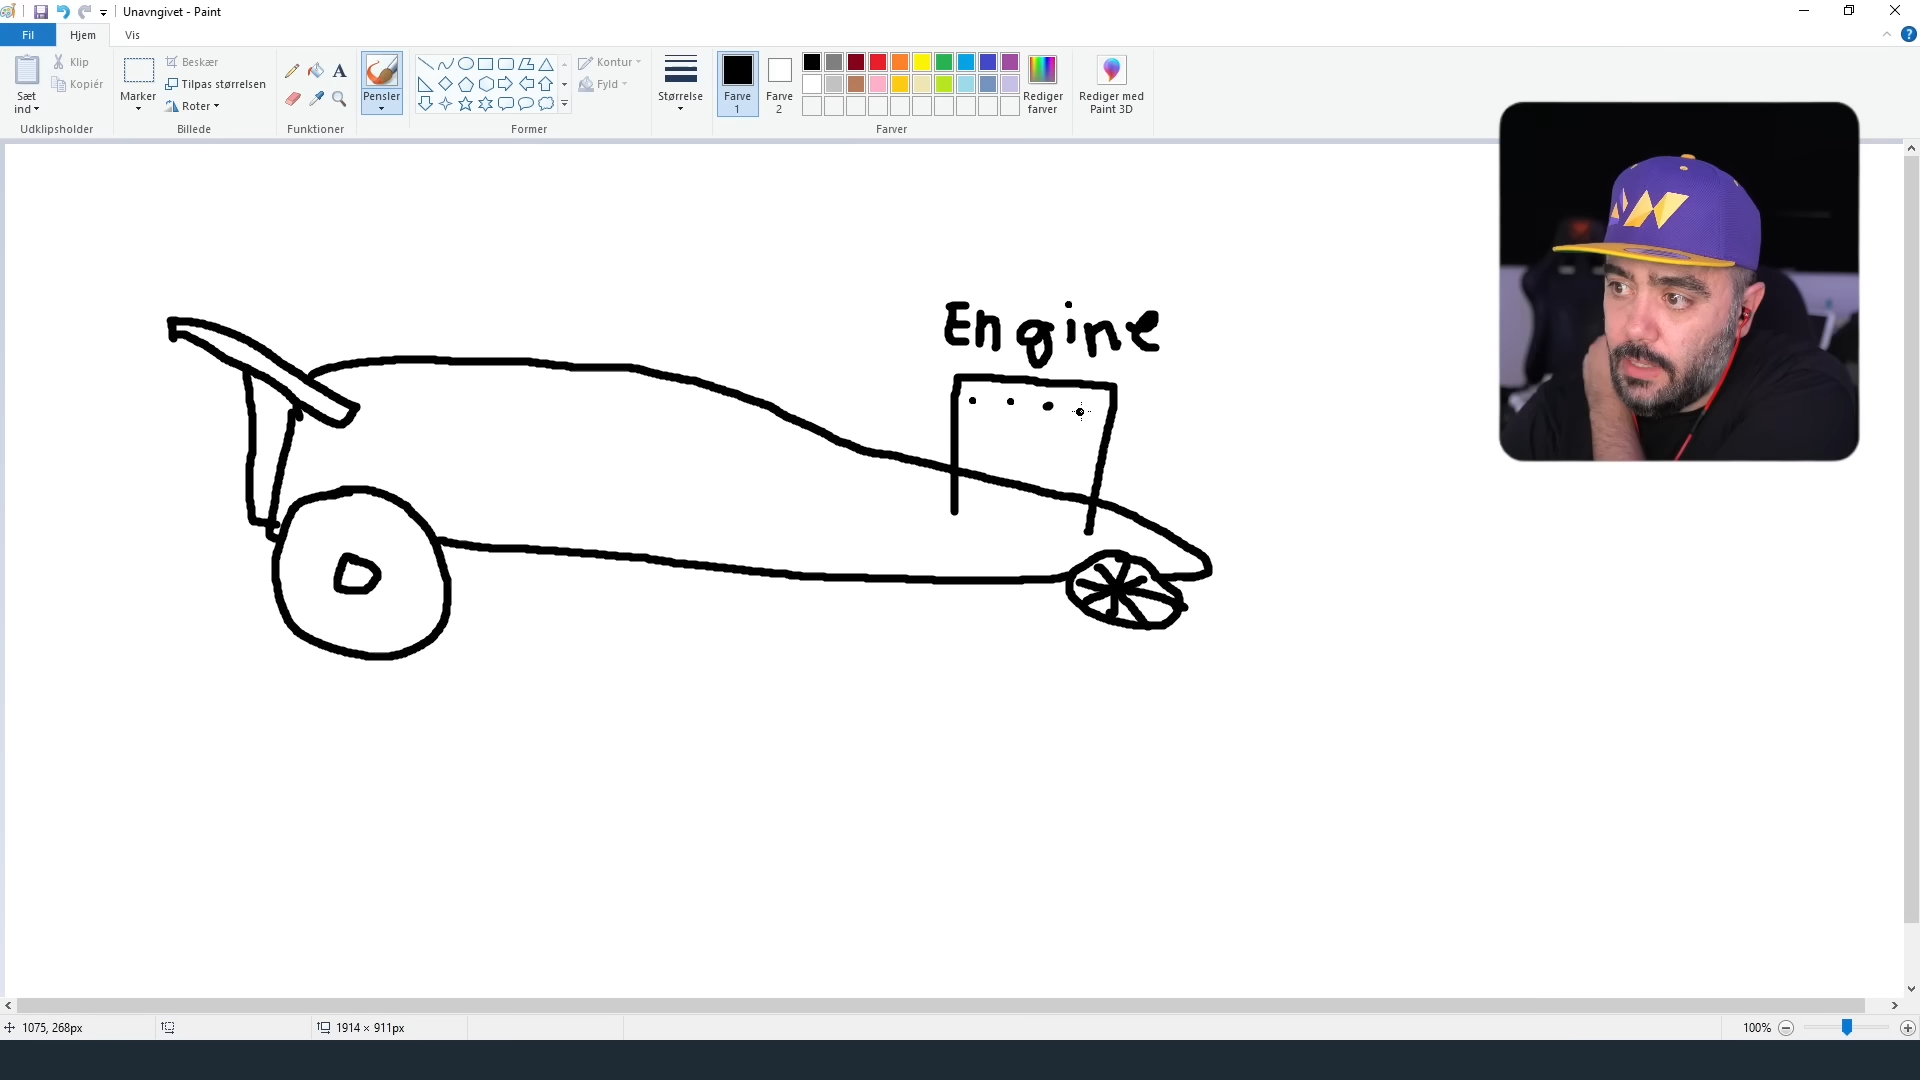 Unavngivet - Paint
Fil Hjem Vis
Sæt ind
Klip
Kopiér
Udklipsholder
Marker
Beskær
Tilpas størrelsen
Roter
Billede
A
Funktioner
Pensler
Kontur
Fyld
Former
Størrelse
Farve 1
Farve 2
Rediger farver
Farver
Rediger med Paint 3D
Engine
1075, 268px
1914 × 911px
100%